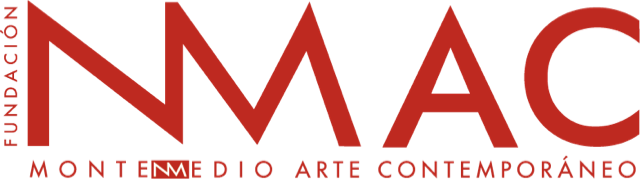 FUNDACIÓN
NMAC
MONTENMEDIO ARTE CONTEMPORÁNEO